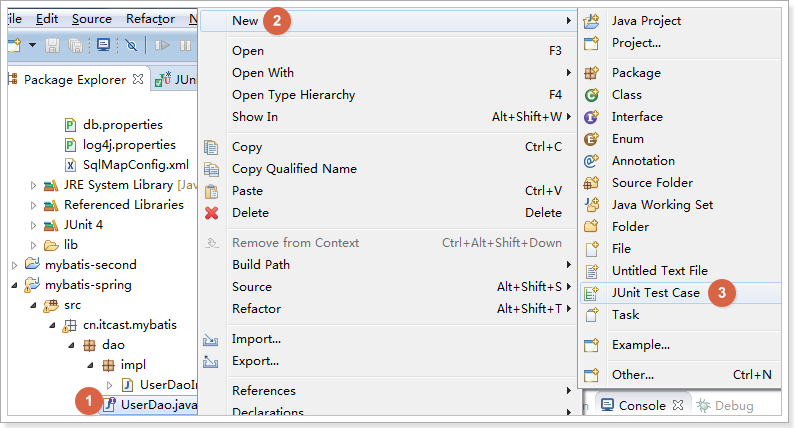 File Edit Source Refactor N
Package Explorer JUni
db.properties
log4j.properties
SqlMapConfig.xml
JRE System Library [Jav
Referenced Libraries
JUnit 4
lib
mybatis-second
mybatis-spring
src
cn.itcast.mybatis
dao
impl
UserDaoI
1 UserDao.java
New 2
Open F3
Open With
Open Type Hierarchy F4
Show In Alt+Shift+W
Copy Ctrl+C
Copy Qualified Name
Paste Ctrl+V
Delete Delete
Remove from Context Ctrl+Alt+Shift+Down
Build Path
Source Alt+Shift+S
Refactor Alt+Shift+T
Import...
Export...
References
Declarations
Java Project
Project...
Package
Class
Interface
Enum
Annotation
Source Folder
Java Working Set
Folder
File
Untitled Text File
JUnit Test Case 3
Task
Example...
Other... Ctrl+N
Console Debug